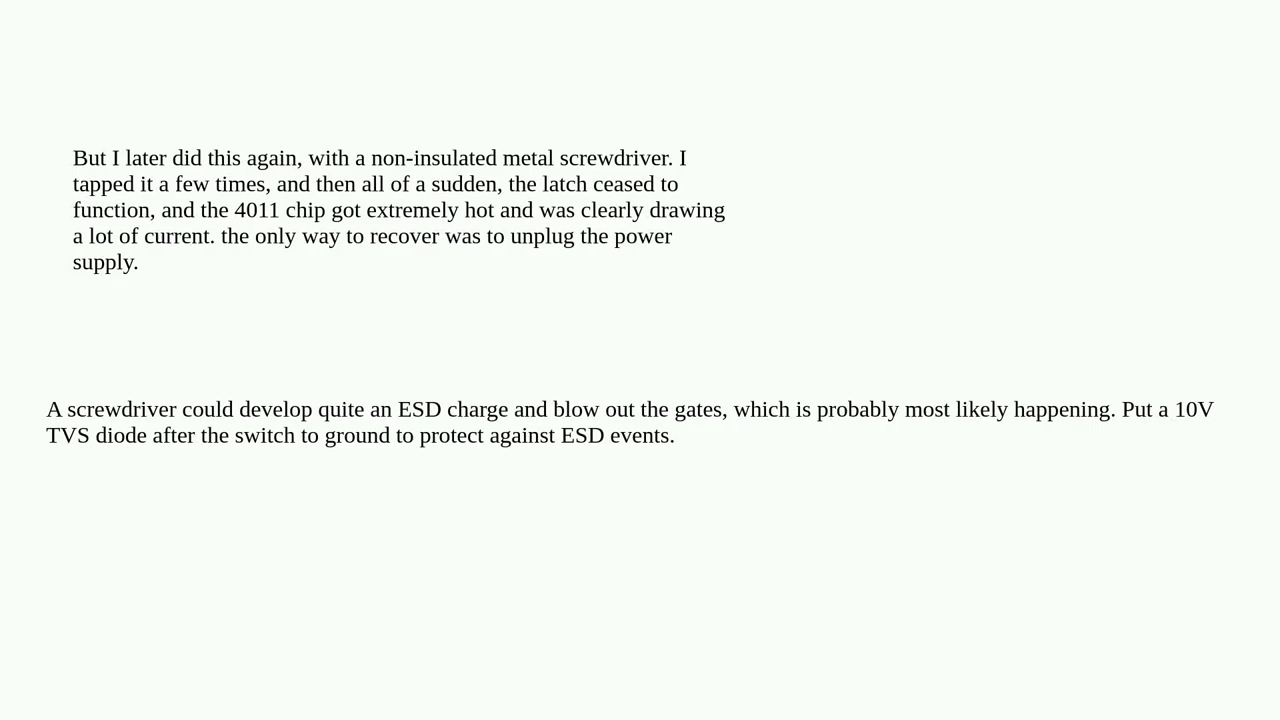 But I later did this again, with a non-insulated metal screwdriver. I
tapped it a few times, and then all of a sudden, the latch ceased to
function, and the 4011 chip got extremely hot and was clearly drawing
a lot of current. the only way to recover was to unplug the power
supply.
A screwdriver could develop quite an ESD charge and blow out the gates, which is probably most likely happening. Put a 10V
TVS diode after the switch to ground to protect against ESD events.